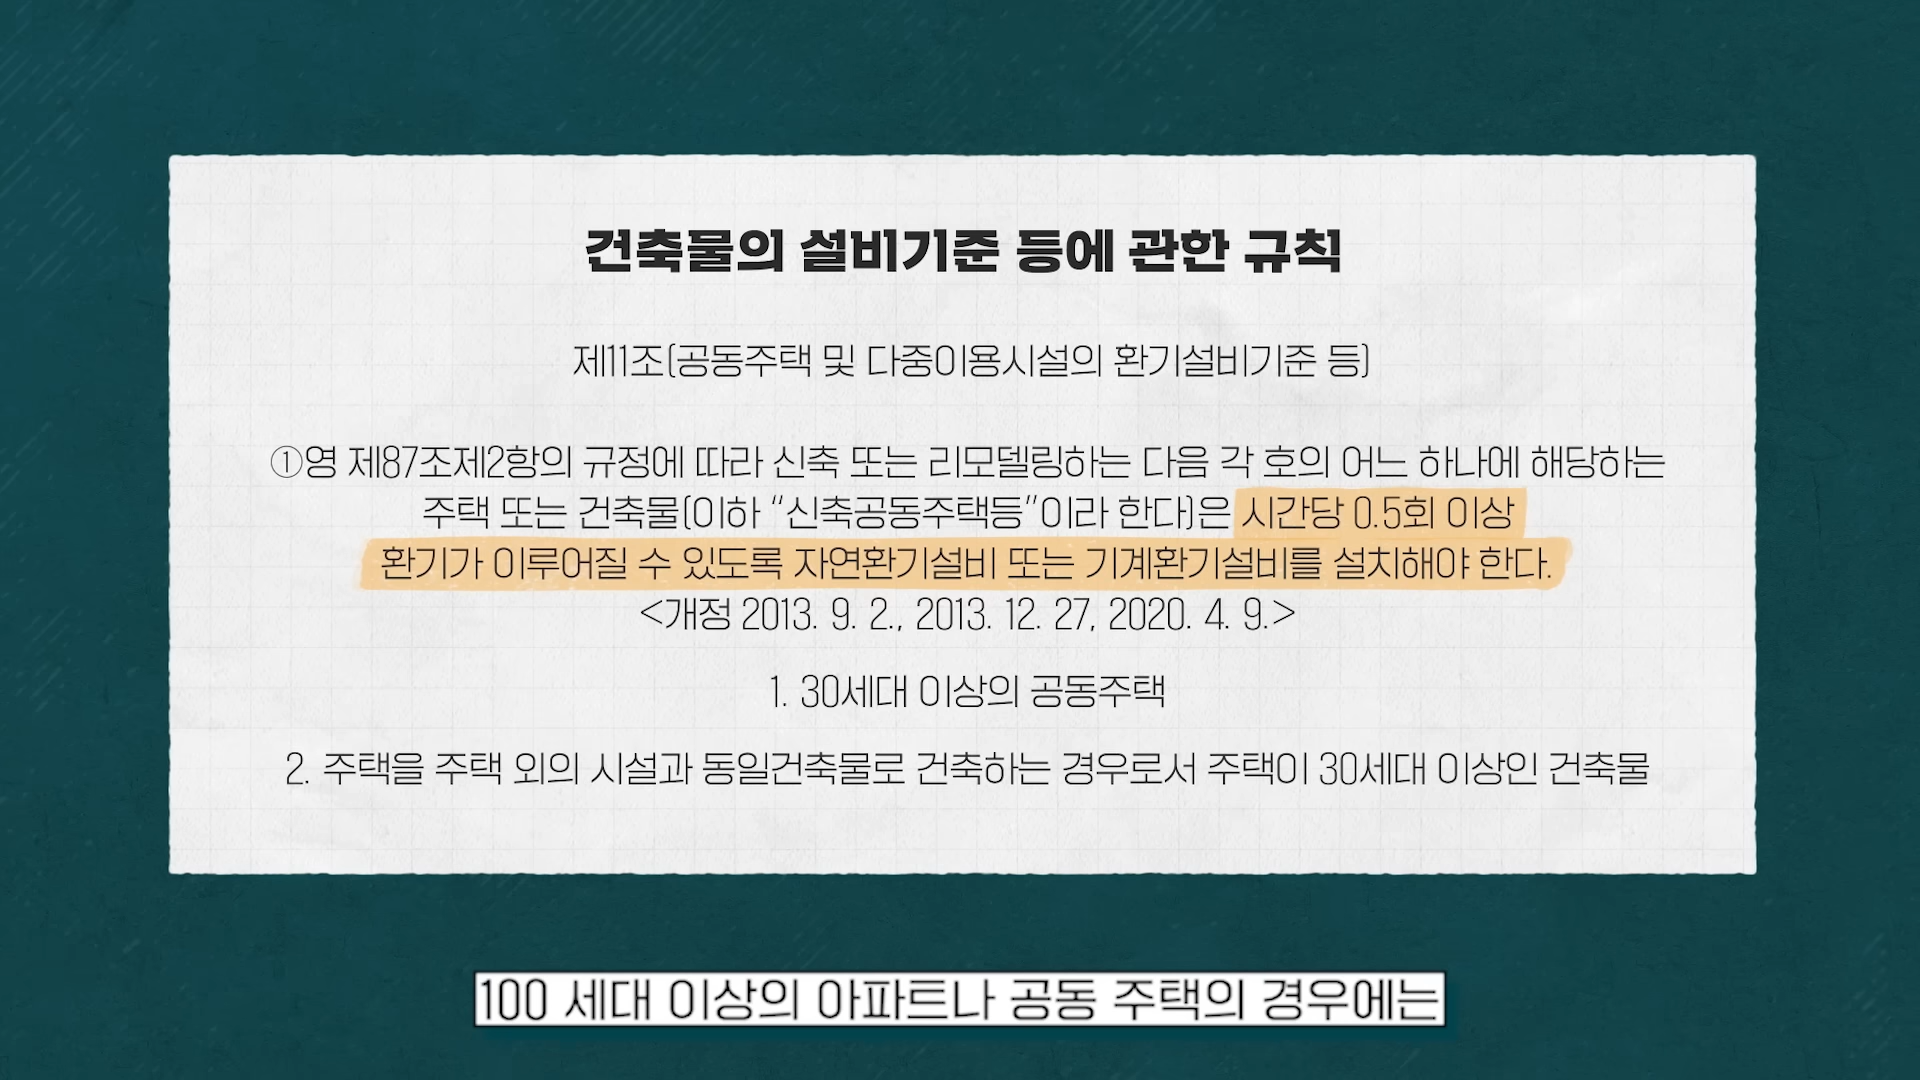 건축물의 설비기준 등에 관한 규칙
제11조(공동주택 및 다중이용시설의 환기설비기준 등)
①영 제87조제2항의 규정에 따라 신축 또는 리모델링하는 다음 각 호의 어느 하나에 해당하는
주택 또는 건축물(이하 “신축공동주택등”이라 한다)은 시간당 0.5회 이상
환기가 이루어질 수 있도록 자연환기설비 또는 기계환기설비를 설치해야 한다.
<개정 2013. 9. 2., 2013. 12. 27, 2020. 4. 9.>
1. 30세대 이상의 공동주택
2. 주택을 주택 외의 시설과 동일건축물로 건축하는 경우로서 주택이 30세대 이상인 건축물
100 세대 이상의 아파트나 공동 주택의 경우에는